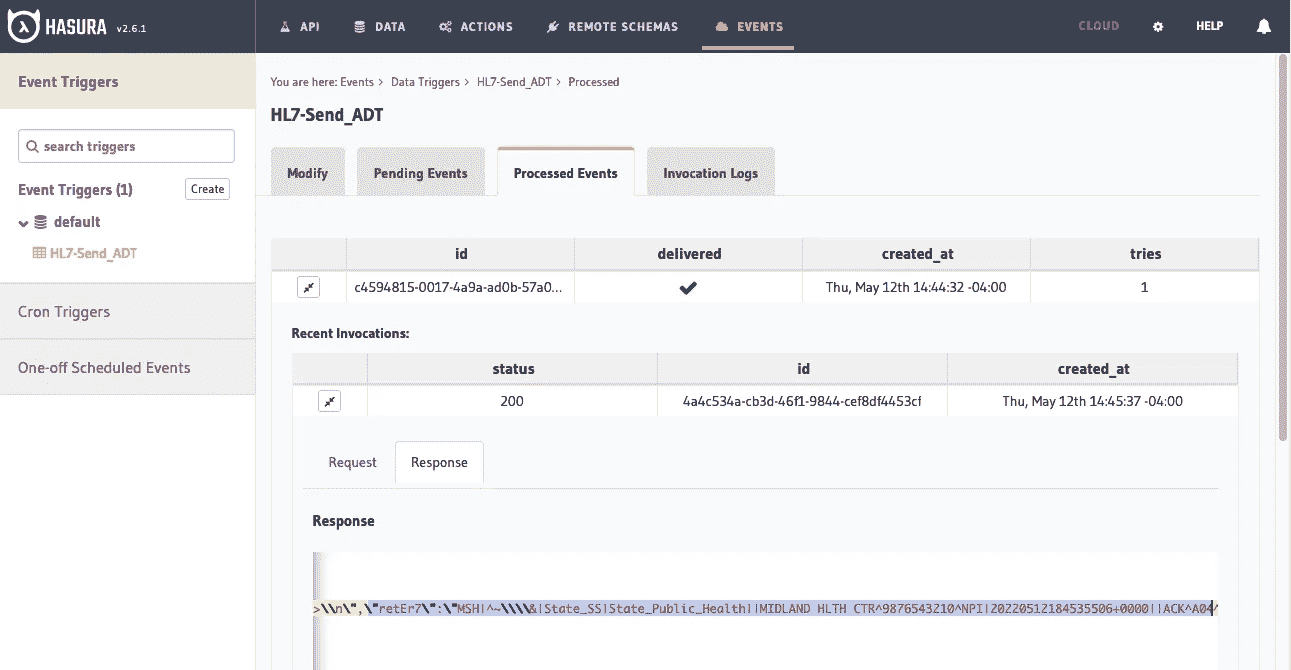 HASURA v2.6.1
API DATA ACTIONS REMOTE SCHEMAS EVENTS CLOUD HELP
Event Triggers
search triggers
Event Triggers (1) Create
default
HL7-Send_ADT
Cron Triggers
One-off Scheduled Events
You are here: Events > Data Triggers > HL7-Send_ADT > Processed
HL7-Send_ADT
Modify Pending Events Processed Events Invocation Logs
id delivered created_at tries
c4594815-0017-4a9a-ad0b-57a0... Thu, May 12th 14:44:32 -04:00 1
Recent Invocations:
status id created_at
200 4a4c534a-cb3d-46f1-9844-cef8df4453cf Thu, May 12th 14:45:37 -04:00
Request Response
Response
>\\n\",\"retEr7\":\"MSH|^~\\\\&|State_SS|State_Public_Health||MIDLAND HLTH CTR^9876543210^NPI|20220512184535506+0000||ACK^A04^